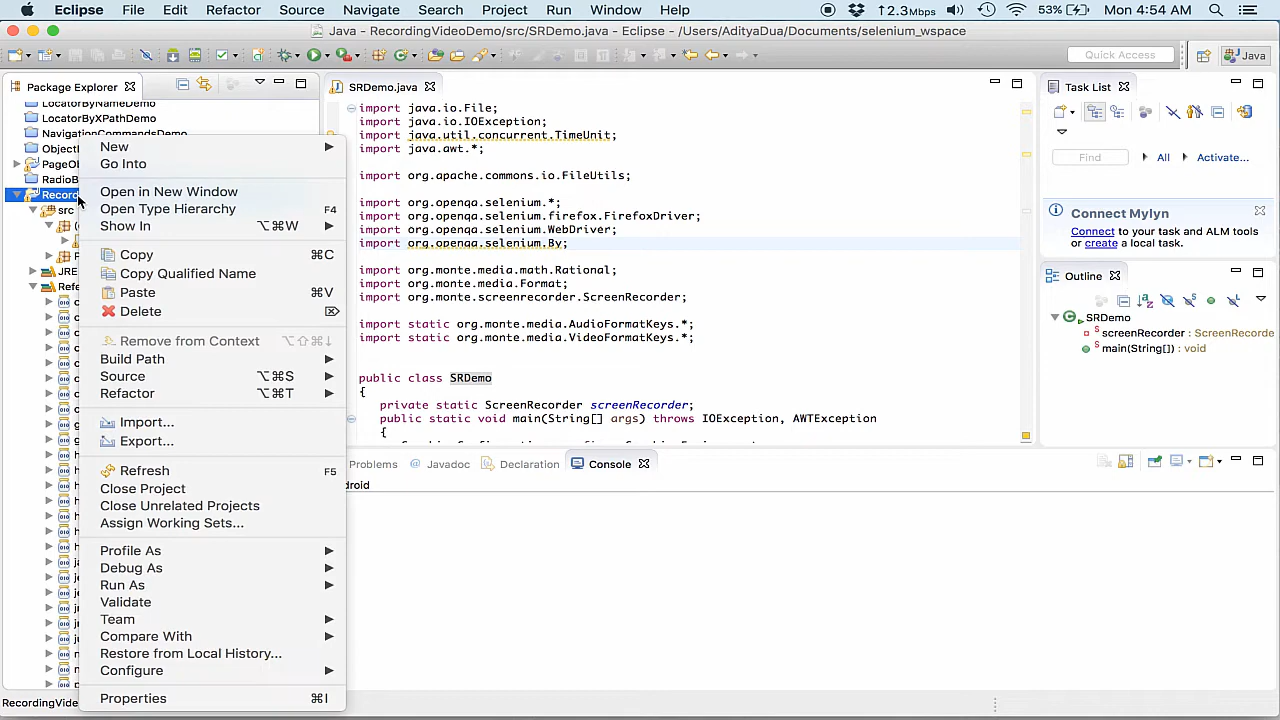 Eclipse File Edit Refactor Source Navigate Search Project Run Window Help 2.3Mbps 53% Mon 4:54 AM
Java - RecordingVideoDemo/src/SRDemo.java - Eclipse - /Users/AdityaDua/Documents/selenium_wspace
Quick Access Java
Package Explorer
LocatorByNameDemo
LocatorByXPathDemo
NavigationCommandsDemo
PageO
RadioB
Record
src
JRE
Refe
New
Go Into
Open in New Window
Open Type Hierarchy F4
Show In ⌥⌘W
Copy ⌘C
Copy Qualified Name
Paste ⌘V
Delete ⌦
Remove from Context ⌥⇧⌘↓
Build Path
Source ⌥⌘S
Refactor ⌥⌘T
Import...
Export...
Refresh F5
Close Project
Close Unrelated Projects
Assign Working Sets...
Profile As
Debug As
Run As
Validate
Team
Compare With
Restore from Local History...
Configure
Properties ⌘I
SRDemo.java
import java.io.File;
import java.io.IOException;
import java.util.concurrent.TimeUnit;
import java.awt.*;
import org.apache.commons.io.FileUtils;
import org.openqa.selenium.*;
import org.openqa.selenium.firefox.FirefoxDriver;
import org.openqa.selenium.WebDriver;
import org.openqa.selenium.By;
import org.monte.media.math.Rational;
import org.monte.media.Format;
import org.monte.screenrecorder.ScreenRecorder;
import static org.monte.media.AudioFormatKeys.*;
import static org.monte.media.VideoFormatKeys.*;
public class SRDemo
{
private static ScreenRecorder screenRecorder;
public static void main(String[] args) throws IOException, AWTException
{
Problems Javadoc Declaration Console
droid
Task List
Find All Activate...
Connect Mylyn
Connect to your task and ALM tools
or create a local task.
Outline
SRDemo
screenRecorder : ScreenRecorde
main(String[]) : void
RecordingVide